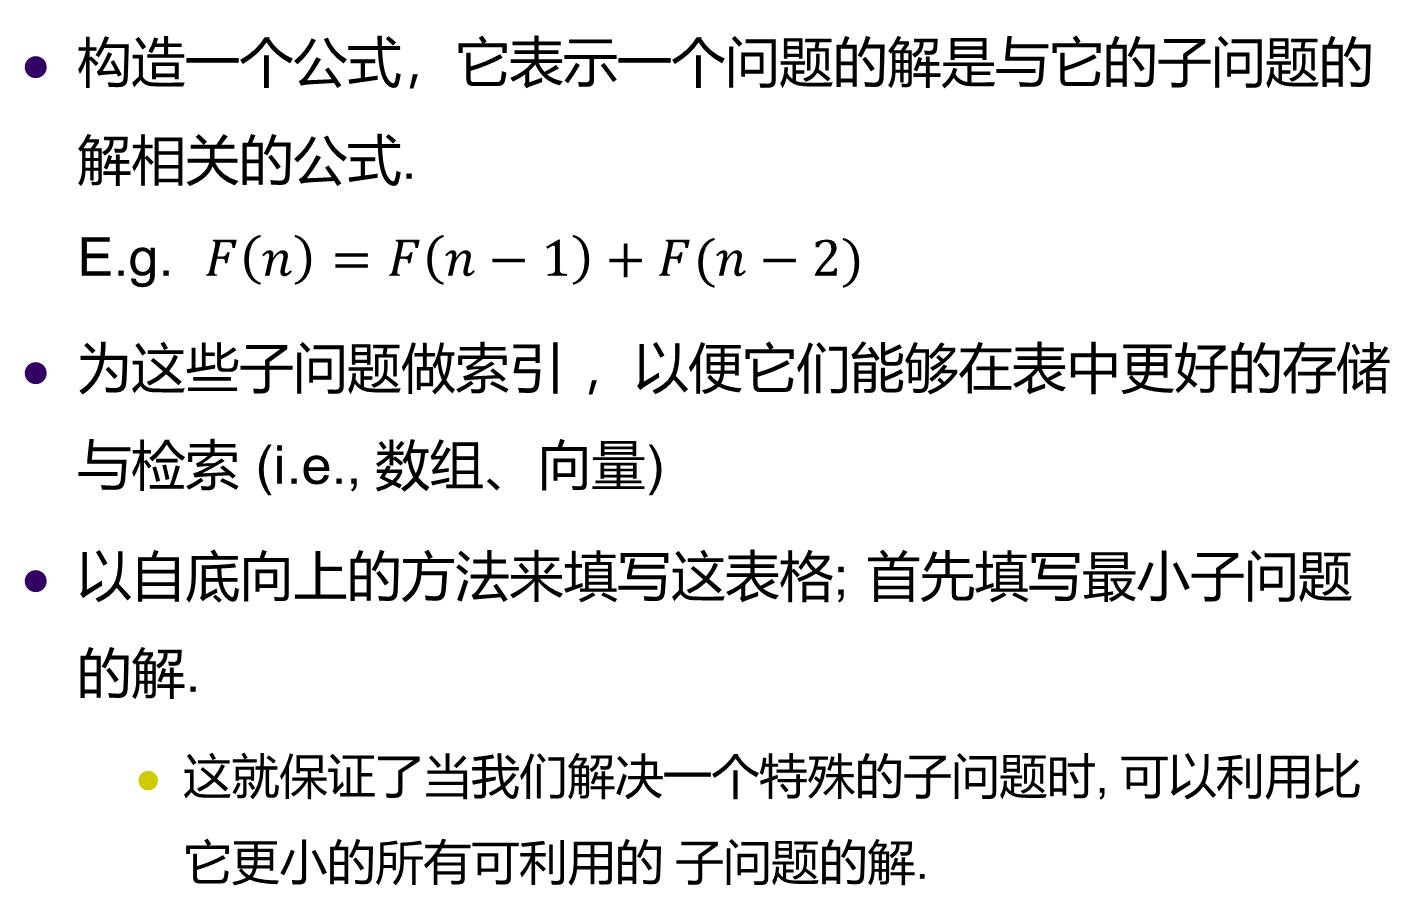 • 构造一个公式，它表示一个问题的解是与它的子问题的
解相关的公式.
E.g. F(n) = F(n − 1) + F(n − 2)
• 为这些子问题做索引 ，以便它们能够在表中更好的存储
与检索 (i.e., 数组、向量)
• 以自底向上的方法来填写这表格; 首先填写最小子问题
的解.
• 这就保证了当我们解决一个特殊的子问题时, 可以利用比
它更小的所有可利用的 子问题的解.